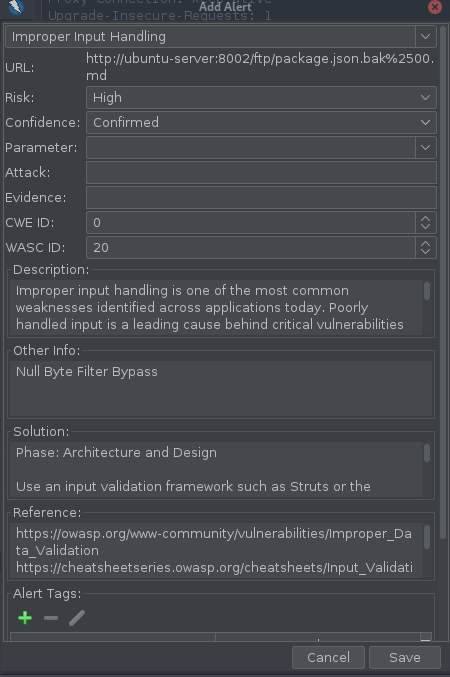 Proxy Connection: K
Upgrade-Insecure-Requests: 1
Add Alert
Improper Input Handling
URL: http://ubuntu-server:8002/ftp/package.json.bak%2500.
md
Risk: High
Confidence: Confirmed
Parameter:
Attack:
Evidence:
CWE ID: 0
WASC ID: 20
Description:
Improper input handling is one of the most common
weaknesses identified across applications today. Poorly
handled input is a leading cause behind critical vulnerabilities
Other Info:
Null Byte Filter Bypass
Solution:
Phase: Architecture and Design
Use an input validation framework such as Struts or the
Reference:
https://owasp.org/www-community/vulnerabilities/Improper_Da
ta_Validation
https://cheatsheetseries.owasp.org/cheatsheets/Input_Validati
Alert Tags:
Cancel Save